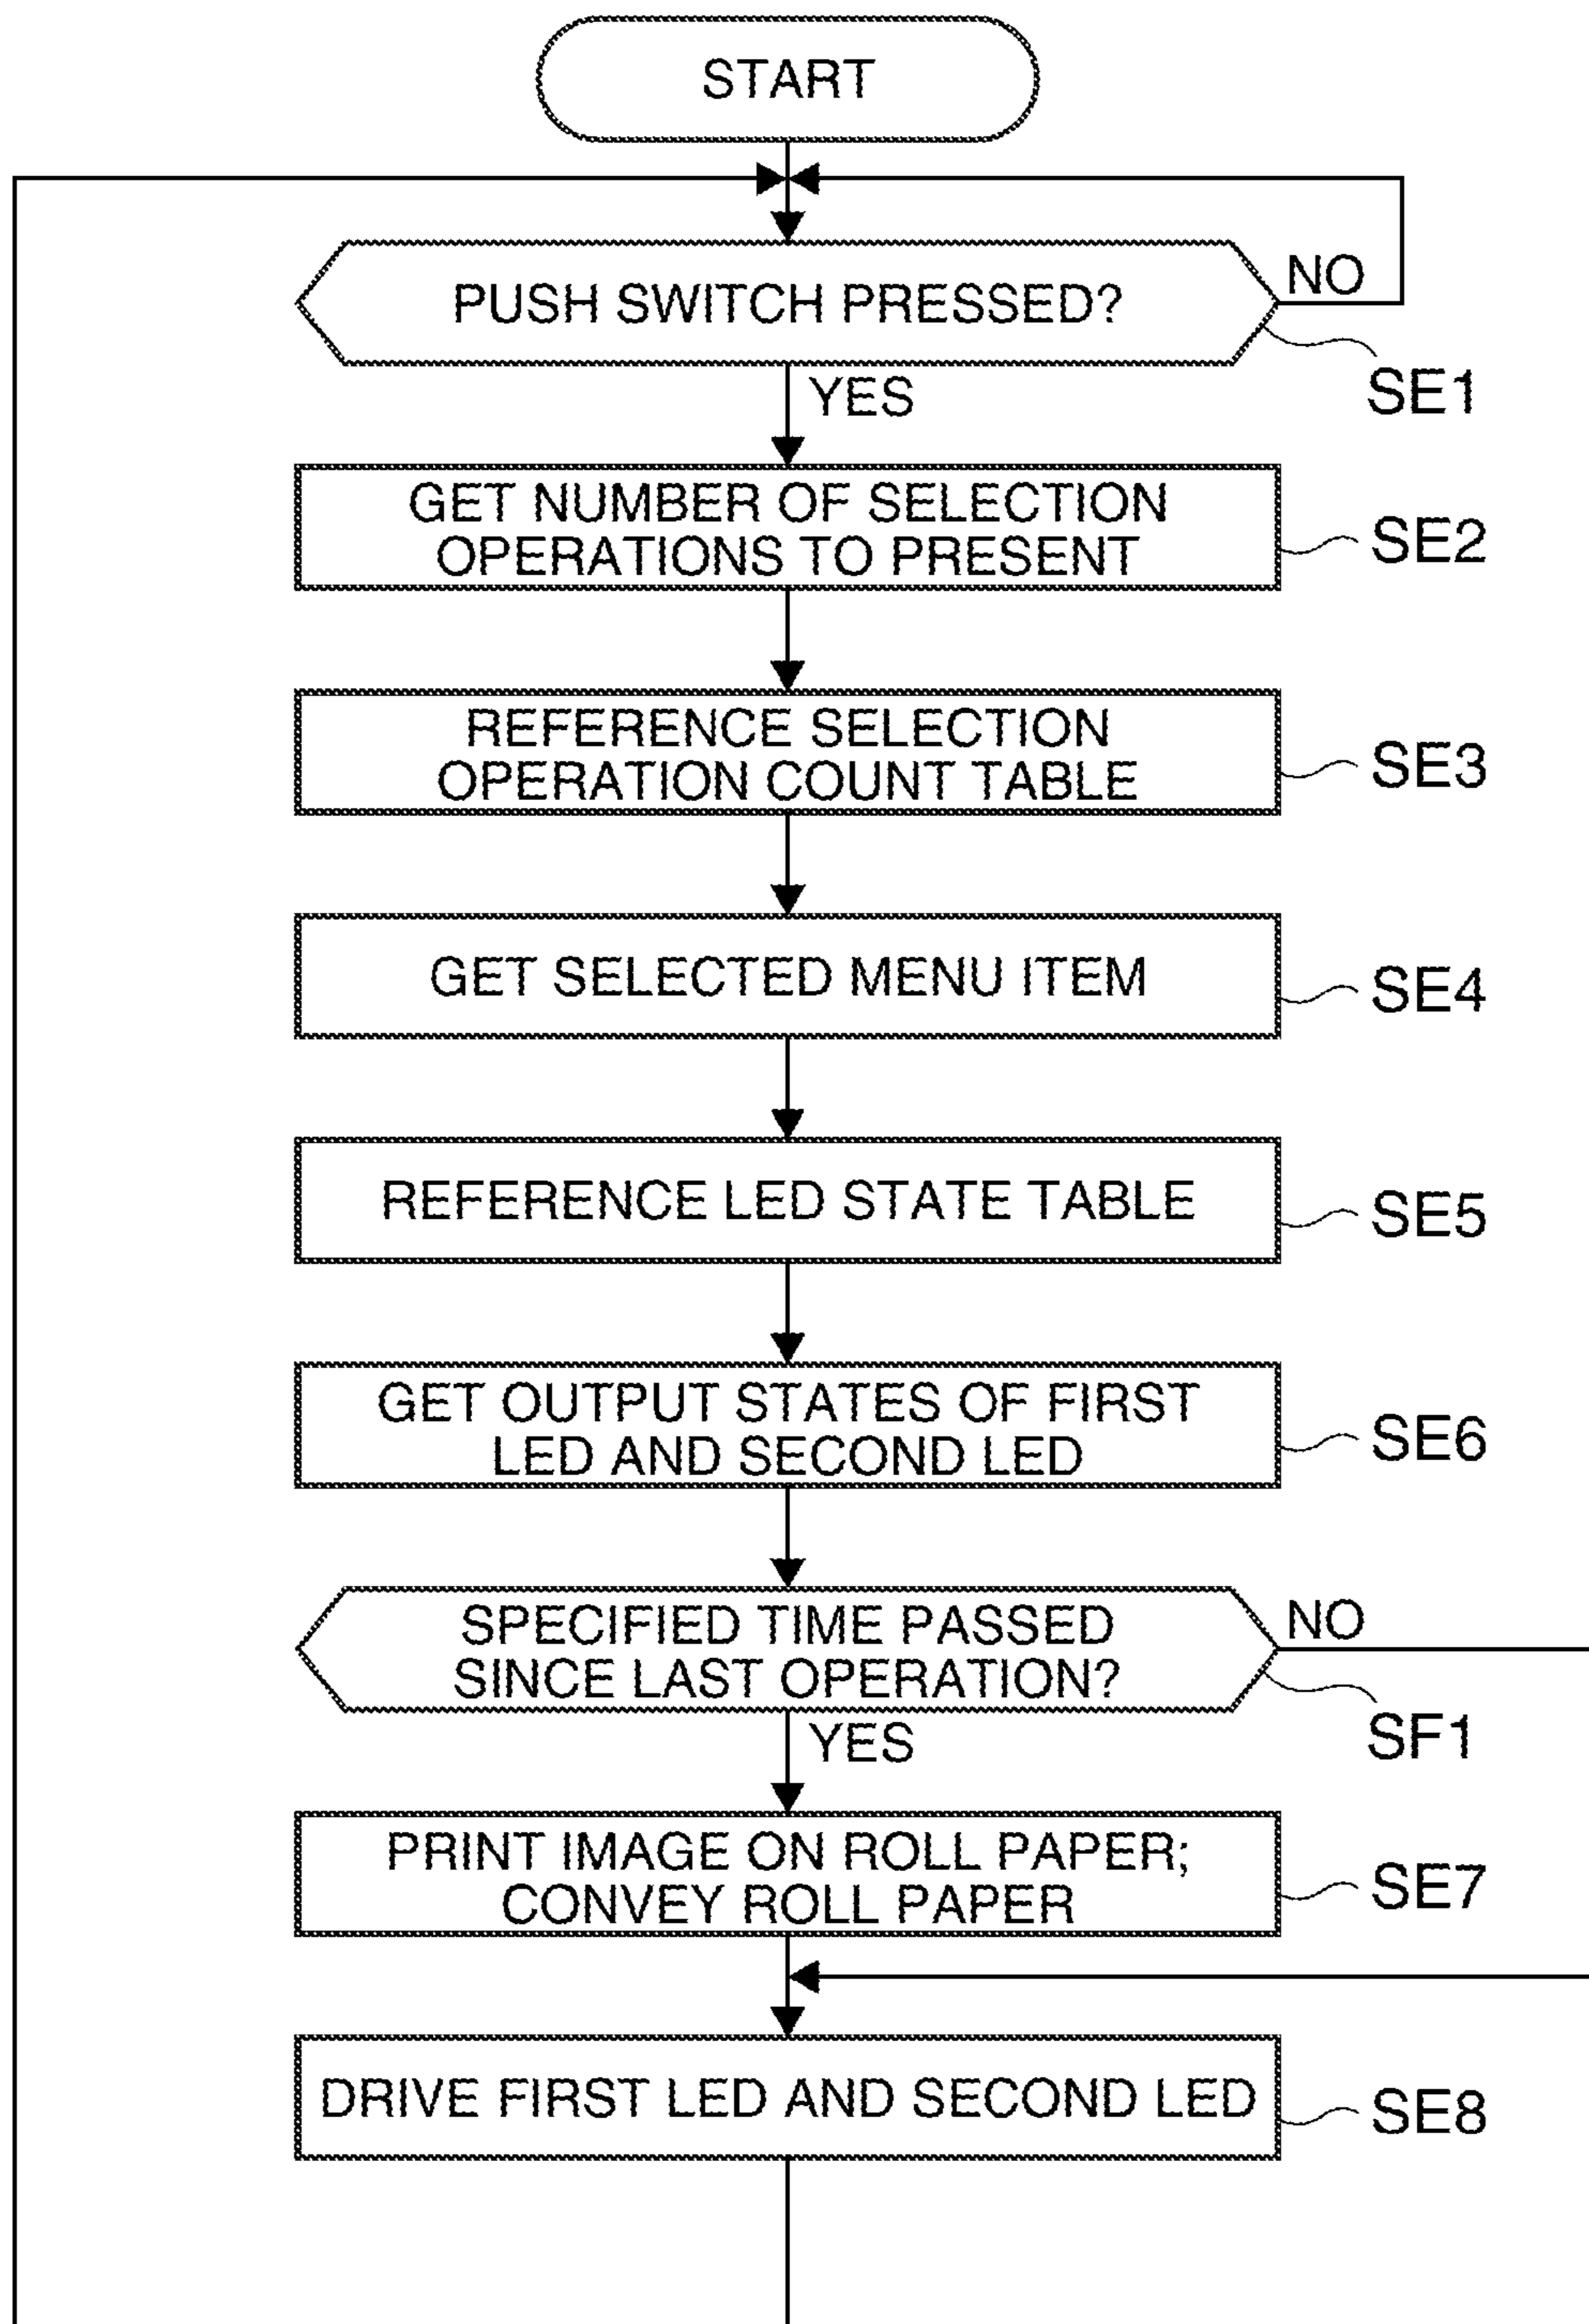 START
PUSH SWITCH PRESSED?
NO
SE1
YES
GET NUMBER OF SELECTION
OPERATIONS TO PRESENT
SE2
REFERENCE SELECTION
OPERATION COUNT TABLE
SE3
GET SELECTED MENU ITEM
SE4
REFERENCE LED STATE TABLE
SE5
GET OUTPUT STATES OF FIRST
LED AND SECOND LED
SE6
SPECIFIED TIME PASSED
SINCE LAST OPERATION?
NO
SF1
YES
PRINT IMAGE ON ROLL PAPER;
CONVEY ROLL PAPER
SE7
DRIVE FIRST LED AND SECOND LED
SE8